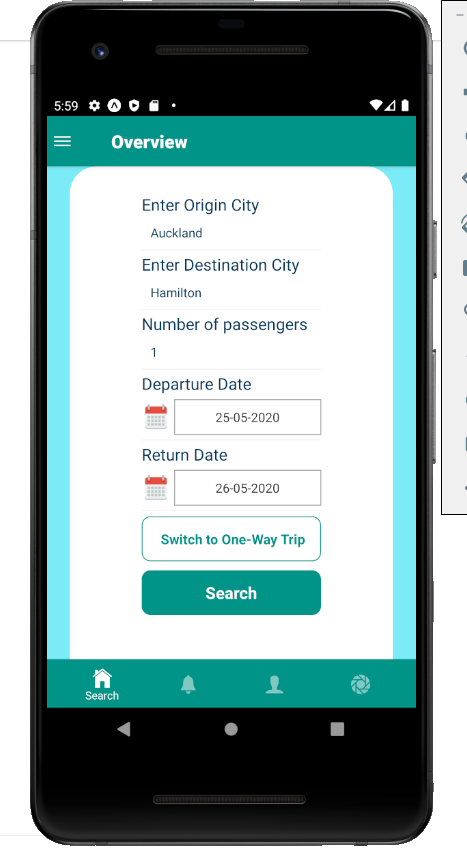 5:59
Overview
Enter Origin City
Auckland
Enter Destination City
Hamilton
Number of passengers
1
Departure Date
25-05-2020
Return Date
26-05-2020
Switch to One-Way Trip
Search
Search